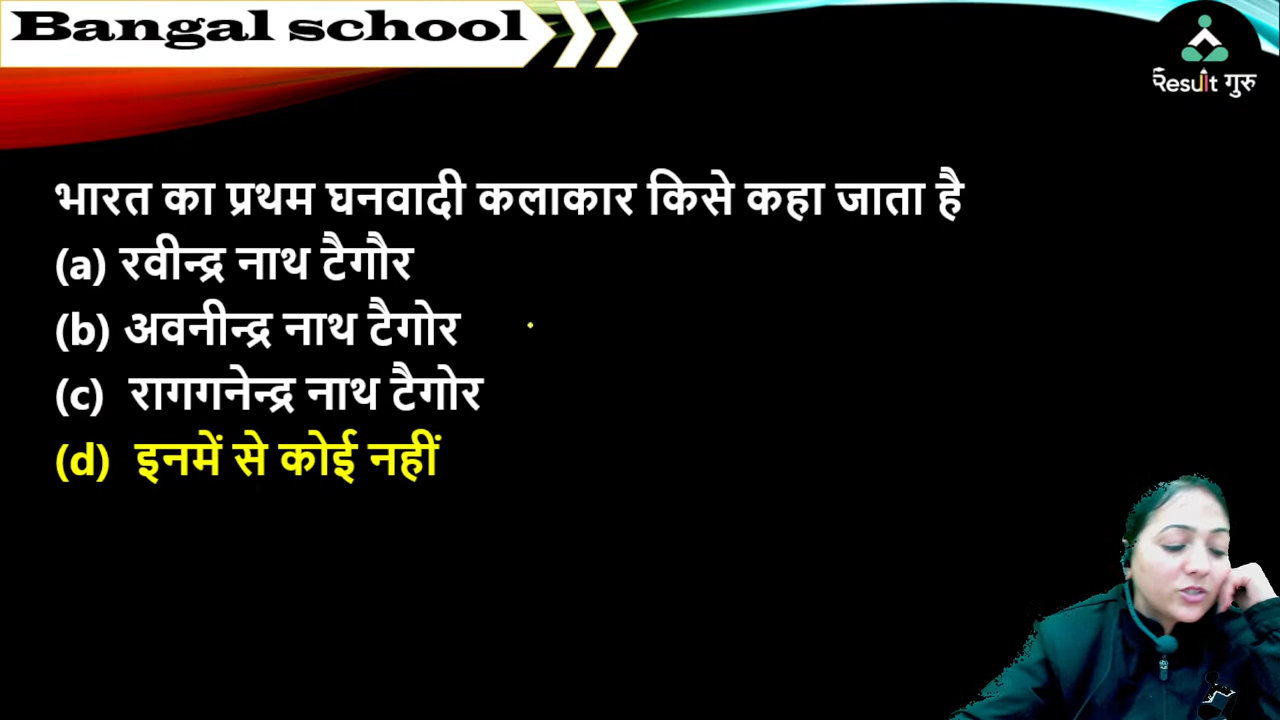 Bangal school
Result गुरु
भारत का प्रथम घनवादी कलाकार किसे कहा जाता है
(a) रवीन्द्र नाथ टैगौर
(b) अवनीन्द्र नाथ टैगोर
(c) रागगनेन्द्र नाथ टैगोर
(d) इनमें से कोई नहीं